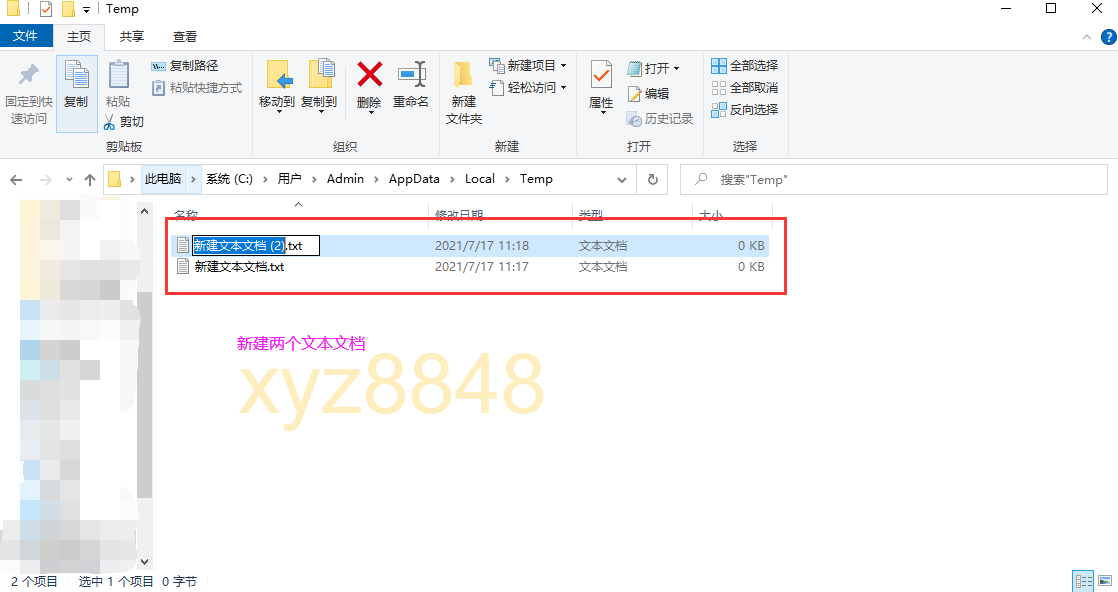 Temp
文件 主页 共享 查看
固定到快速访问
复制
粘贴
复制路径
粘贴快捷方式
剪切
剪贴板
移动到 复制到 删除 重命名
组织
新建文件夹
新建项目
轻松访问
新建
属性
打开
编辑
历史记录
打开
全部选择
全部取消
反向选择
选择
此电脑 系统 (C:) 用户 Admin AppData Local Temp
搜索"Temp"
名称 修改日期 类型 大小
新建文本文档 (2).txt 2021/7/17 11:18 文本文档 0 KB
新建文本文档.txt 2021/7/17 11:17 文本文档 0 KB
新建两个文本文档
xyz8848
2 个项目 选中 1 个项目 0 字节